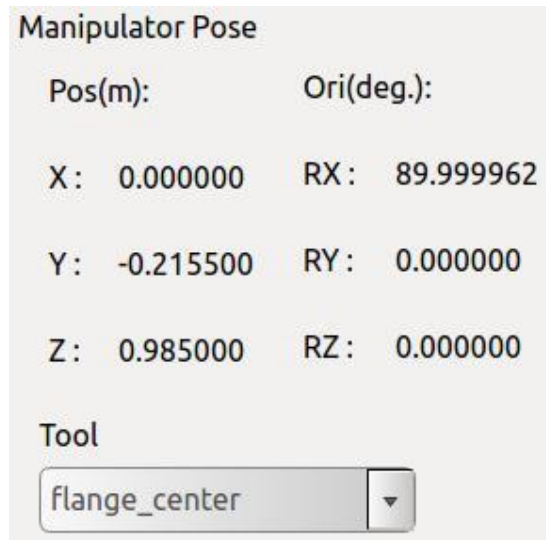 Manipulator Pose
Pos(m): Ori(deg.):
X : 0.000000 RX : 89.999962
Y : -0.215500 RY : 0.000000
Z : 0.985000 RZ : 0.000000
Tool
flange_center